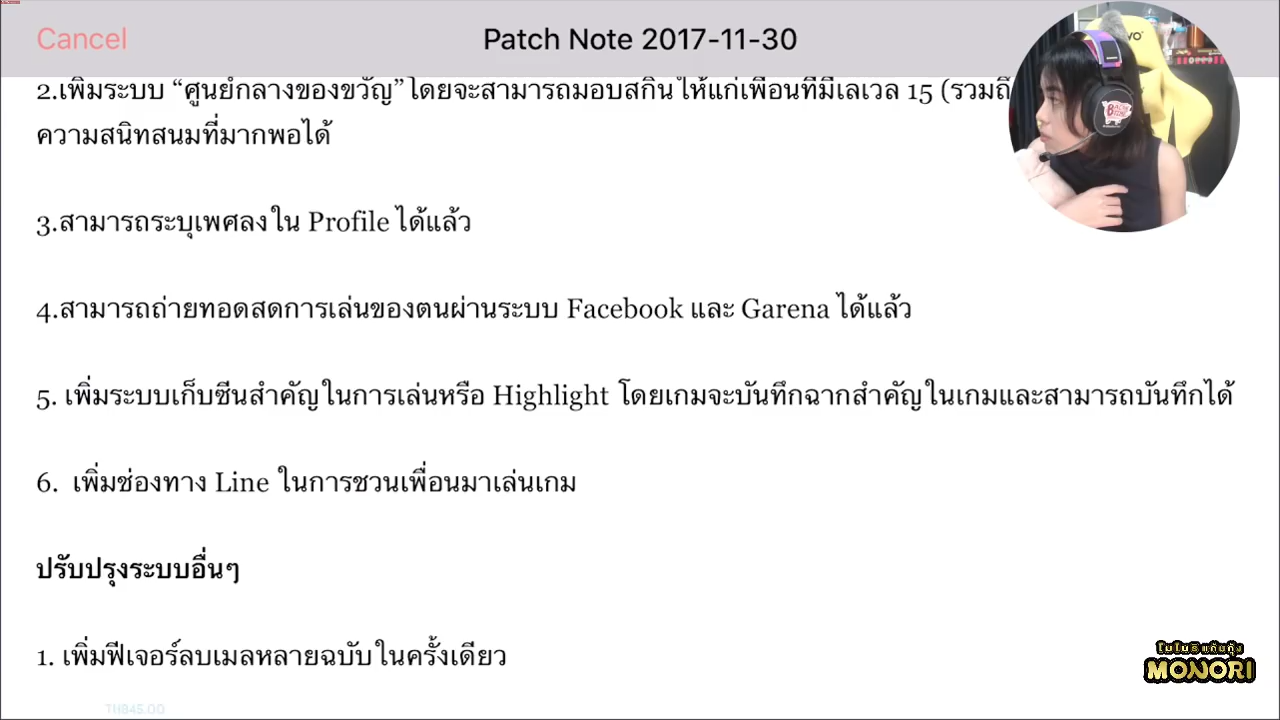 Cancel
Patch Note 2017-11-30
2.เพิ่มระบบ “ศูนย์กลางของขวัญ” โดยจะสามารถมอบสกินให้แก่เพื่อนที่มีเลเวล 15 (รวมถึ
ความสนิทสนมที่มากพอได้
3.สามารถระบุเพศลงใน Profile ได้แล้ว
4.สามารถถ่ายทอดสดการเล่นของตนผ่านระบบ Facebook และ Garena ได้แล้ว
5. เพิ่มระบบเก็บซีนสำคัญในการเล่นหรือ Highlight โดยเกมจะบันทึกฉากสำคัญในเกมและสามารถบันทึกได้
6. เพิ่มช่องทาง Line ในการชวนเพื่อนมาเล่นเกม
ปรับปรุงระบบอื่นๆ
1. เพิ่มฟีเจอร์ลบเมลหลายฉบับในครั้งเดียว
MONORI
THB45.00